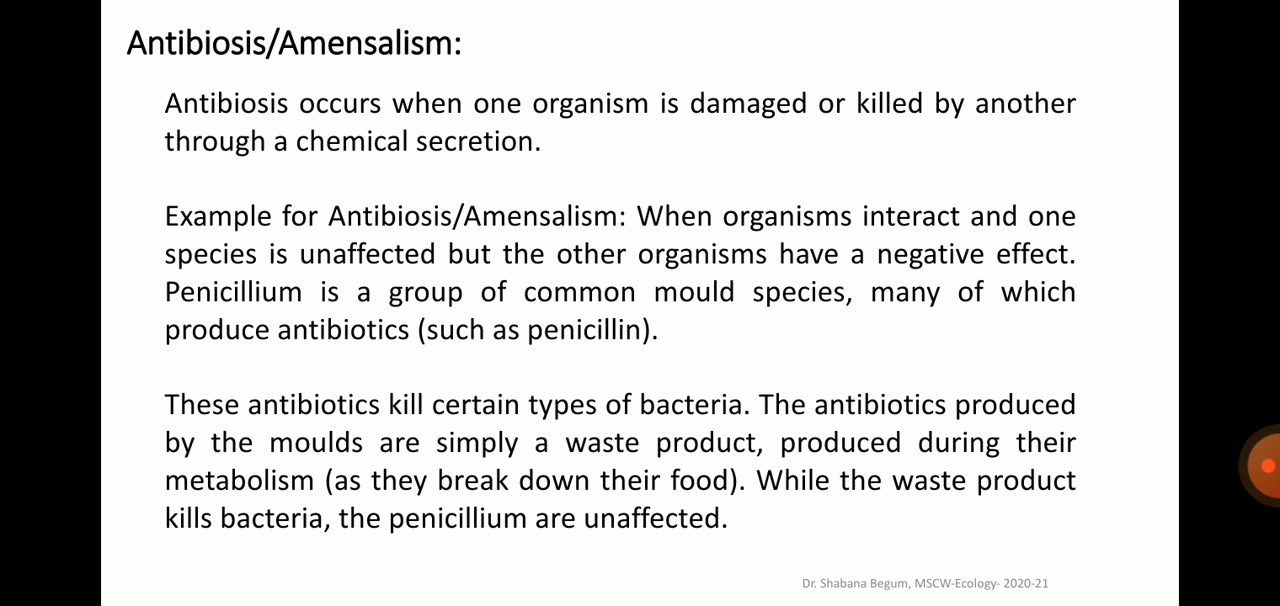 Antibiosis/Amensalism:
Antibiosis occurs when one organism is damaged or killed by another
through a chemical secretion.
Example for Antibiosis/Amensalism: When organisms interact and one
species is unaffected but the other organisms have a negative effect.
Penicillium is a group of common mould species, many of which
produce antibiotics (such as penicillin).
These antibiotics kill certain types of bacteria. The antibiotics produced
by the moulds are simply a waste product, produced during their
metabolism (as they break down their food). While the waste product
kills bacteria, the penicillium are unaffected.
Dr. Shabana Begum, MSCW-Ecology- 2020-21